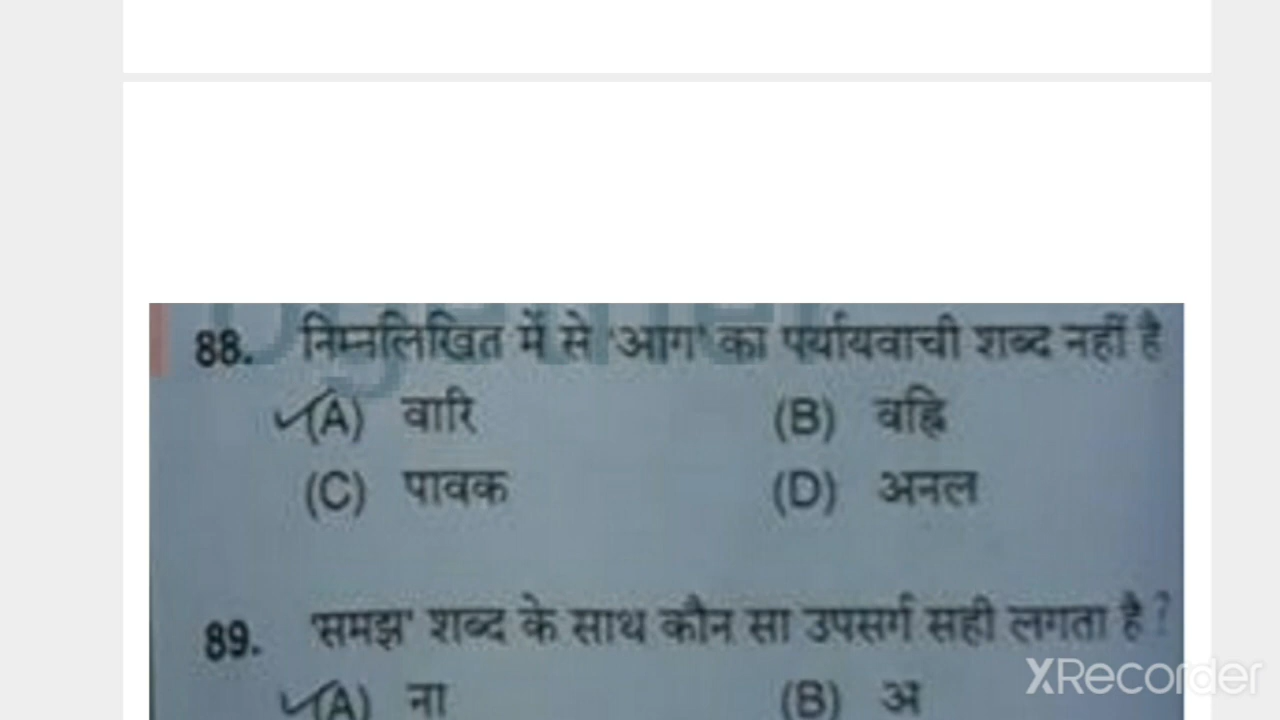 88. निम्नलिखित में से 'आग' का पर्यायवाची शब्द नहीं है
(A) वारि (B) वह्नि
(C) पावक (D) अनल
89. 'समझ' शब्द के साथ कौन सा उपसर्ग सही लगता है ?
(A) ना (B) अ
XRecorder